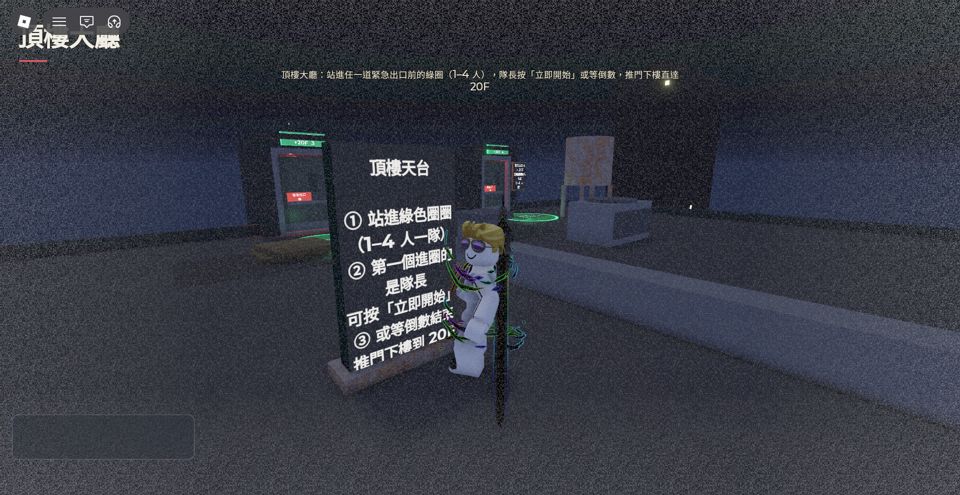 頂樓大廳
頂樓大廳：站進任一道緊急出口前的綠圈（1–4 人），隊長按「立即開始」或等倒數，推門下樓直達
20F
頂樓天台
① 站進綠色圈圈
（1–4 人一隊）
② 第一個進圈的
是隊長
可按「立即開始」
③ 或等倒數結束
推門下樓到 20F